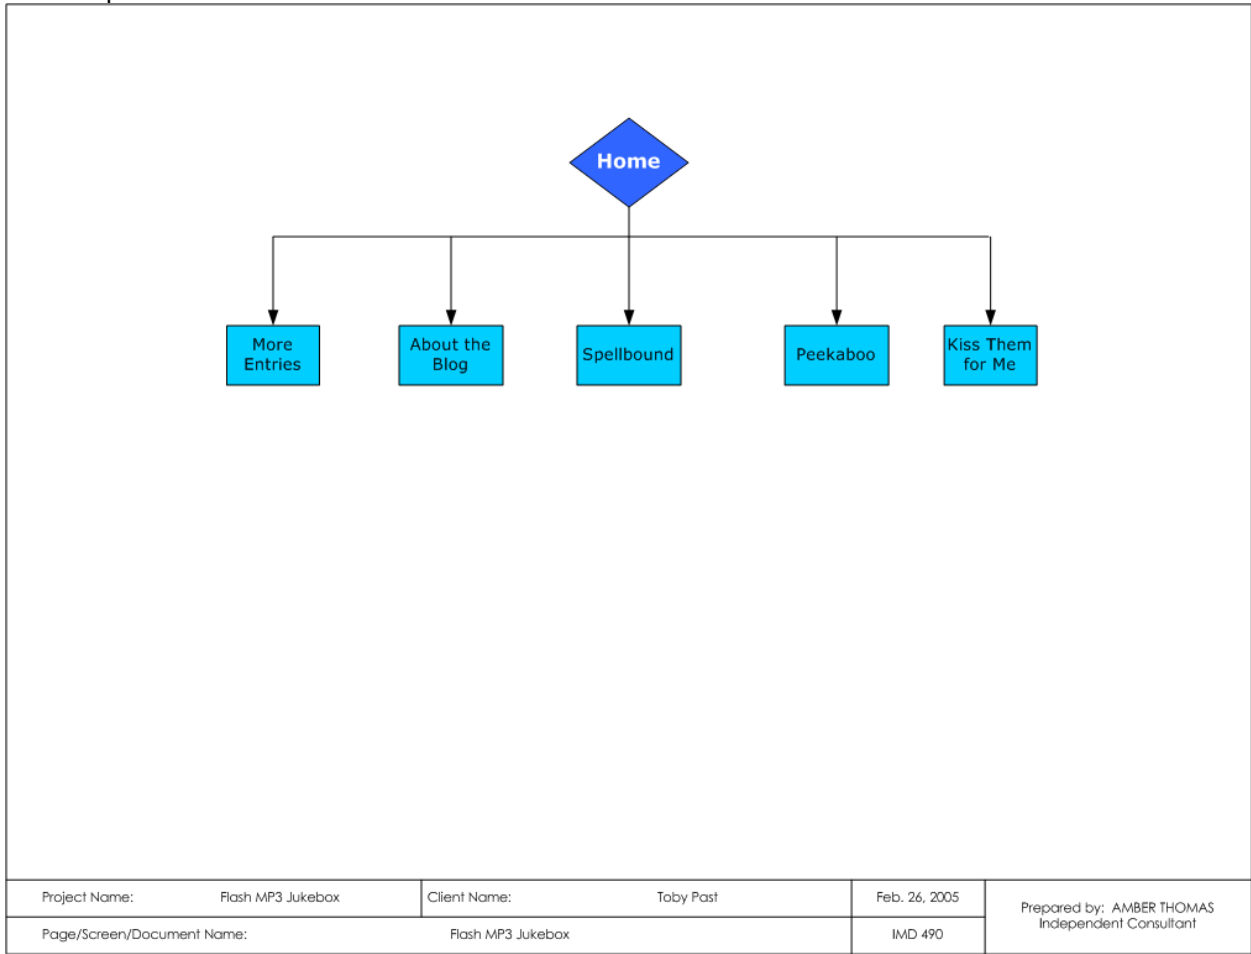 Home
More
Entries
About the
Blog
Spellbound
Peekaboo
Kiss Them
for Me
Project Name: Flash MP3 Jukebox
Client Name: Toby Past
Feb. 26, 2005
Prepared by: AMBER THOMAS
Independent Consultant
Page/Screen/Document Name: Flash MP3 Jukebox
IMD 490